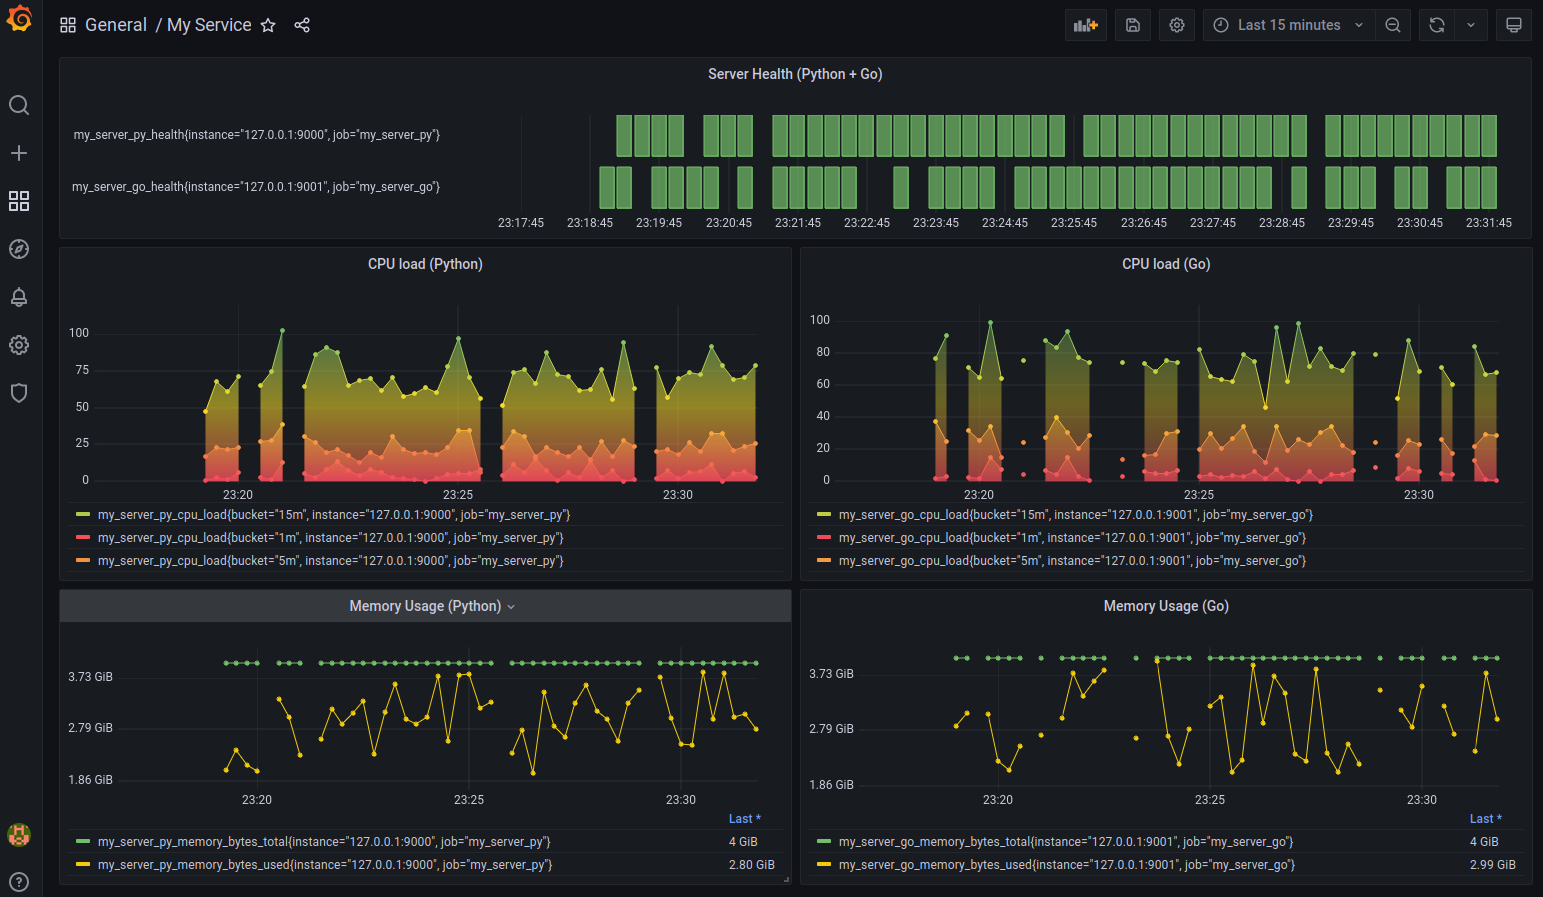 General / My Service
Last 15 minutes
Server Health (Python + Go)
my_server_py_health{instance="127.0.0.1:9000", job="my_server_py"}
my_server_go_health{instance="127.0.0.1:9001", job="my_server_go"}
23:17:45 23:18:45 23:19:45 23:20:45 23:21:45 23:22:45 23:23:45 23:24:45 23:25:45 23:26:45 23:27:45 23:28:45 23:29:45 23:30:45 23:31:45
CPU load (Python)
100
75
50
25
0
23:20 23:25 23:30
my_server_py_cpu_load{bucket="15m", instance="127.0.0.1:9000", job="my_server_py"}
my_server_py_cpu_load{bucket="1m", instance="127.0.0.1:9000", job="my_server_py"}
my_server_py_cpu_load{bucket="5m", instance="127.0.0.1:9000", job="my_server_py"}
CPU load (Go)
100
80
60
40
20
0
23:20 23:25 23:30
my_server_go_cpu_load{bucket="15m", instance="127.0.0.1:9001", job="my_server_go"}
my_server_go_cpu_load{bucket="1m", instance="127.0.0.1:9001", job="my_server_go"}
my_server_go_cpu_load{bucket="5m", instance="127.0.0.1:9001", job="my_server_go"}
Memory Usage (Python)
3.73 GiB
2.79 GiB
1.86 GiB
23:20 23:25 23:30
Last *
my_server_py_memory_bytes_total{instance="127.0.0.1:9000", job="my_server_py"} 4 GiB
my_server_py_memory_bytes_used{instance="127.0.0.1:9000", job="my_server_py"} 2.80 GiB
Memory Usage (Go)
3.73 GiB
2.79 GiB
1.86 GiB
23:20 23:25 23:30
Last *
my_server_go_memory_bytes_total{instance="127.0.0.1:9001", job="my_server_go"} 4 GiB
my_server_go_memory_bytes_used{instance="127.0.0.1:9001", job="my_server_go"} 2.99 GiB